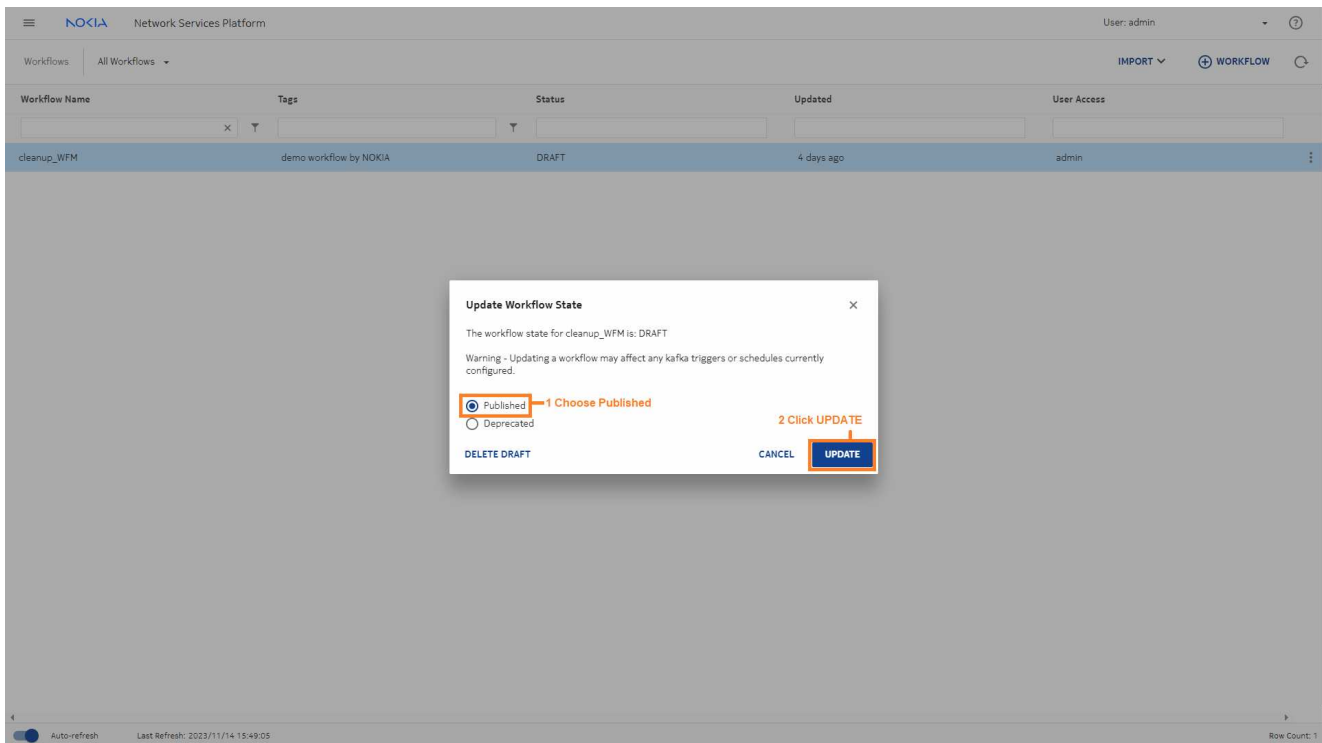 NOKIA Network Services Platform User: admin
Workflows All Workflows IMPORT WORKFLOW
Workflow Name Tags Status Updated User Access
cleanup_WFM demo workflow by NOKIA DRAFT 4 days ago admin
Update Workflow State
The workflow state for cleanup_WFM is: DRAFT
Warning - Updating a workflow may affect any kafka triggers or schedules currently
configured.
Published 1 Choose Published
Deprecated 2 Click UPDATE
DELETE DRAFT CANCEL UPDATE
Auto-refresh Last Refresh: 2023/11/14 15:49:05 Row Count: 1